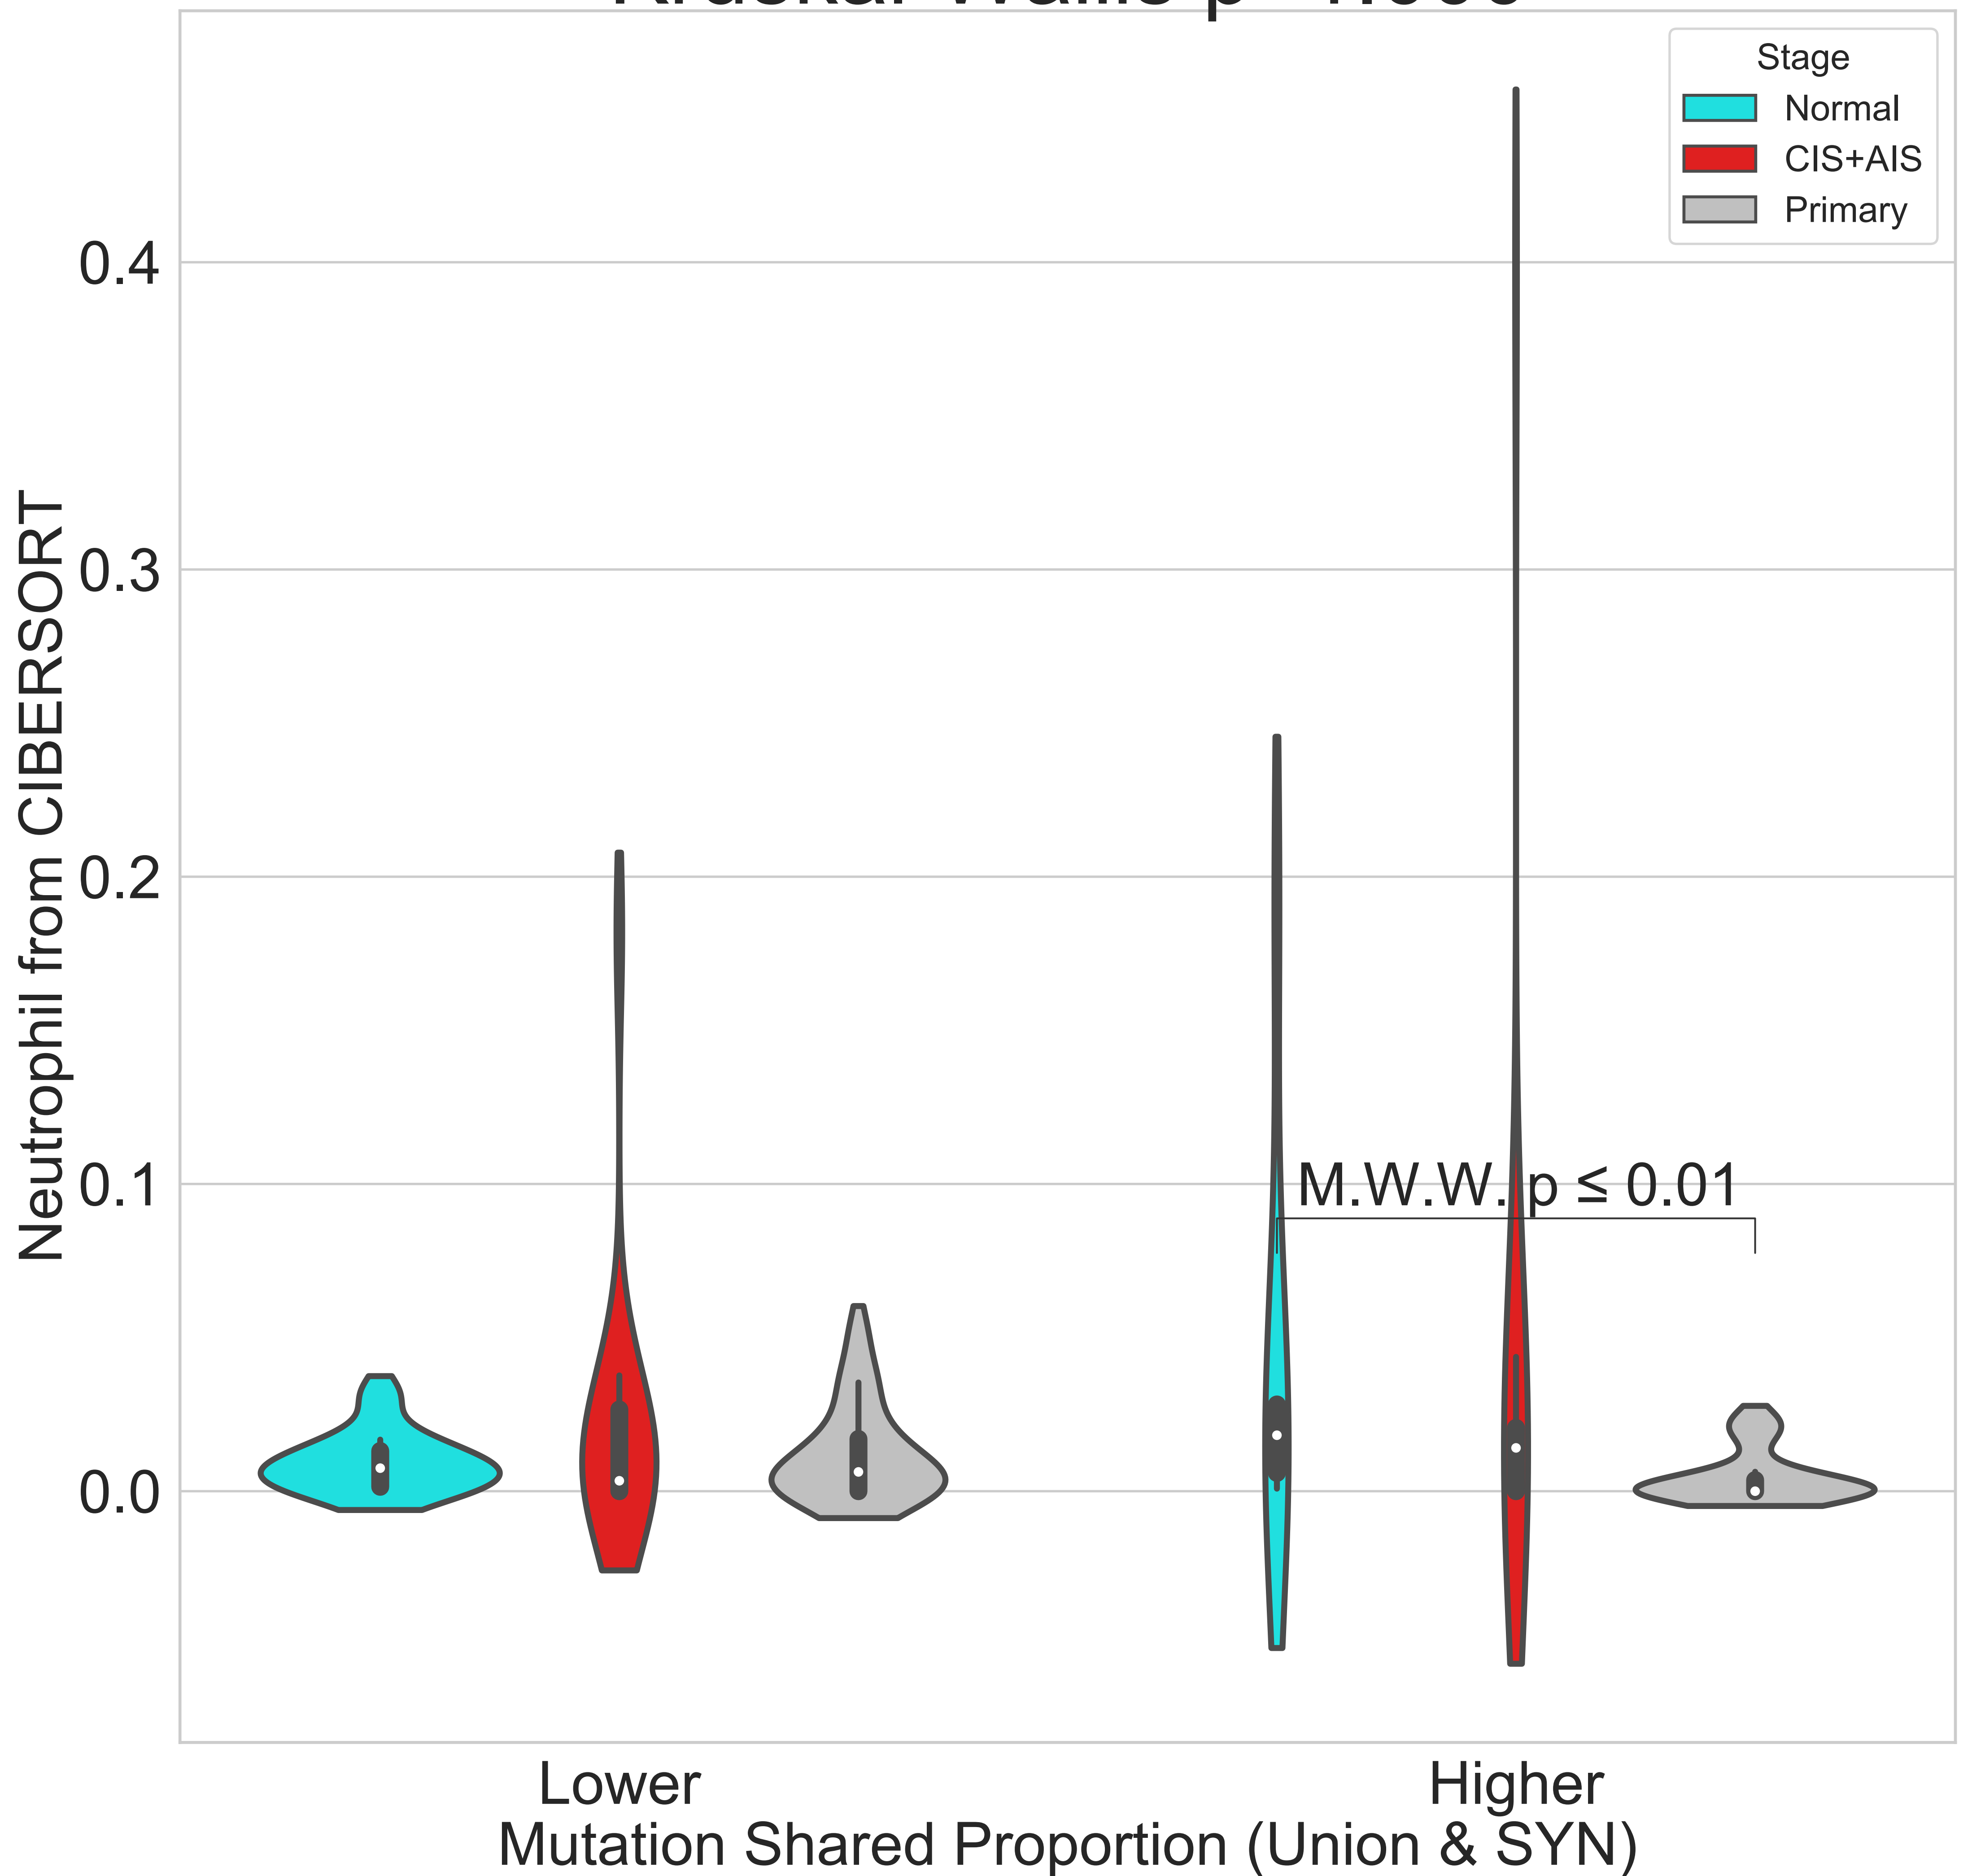 Stage
Normal
CIS+AIS
Primary
0.4
0.3
0.2
0.1
0.0
Neutrophil from CIBERSORT
M.W.W. p ≤ 0.01
Lower
Higher
Mutation Shared Proportion (Union & SYN)